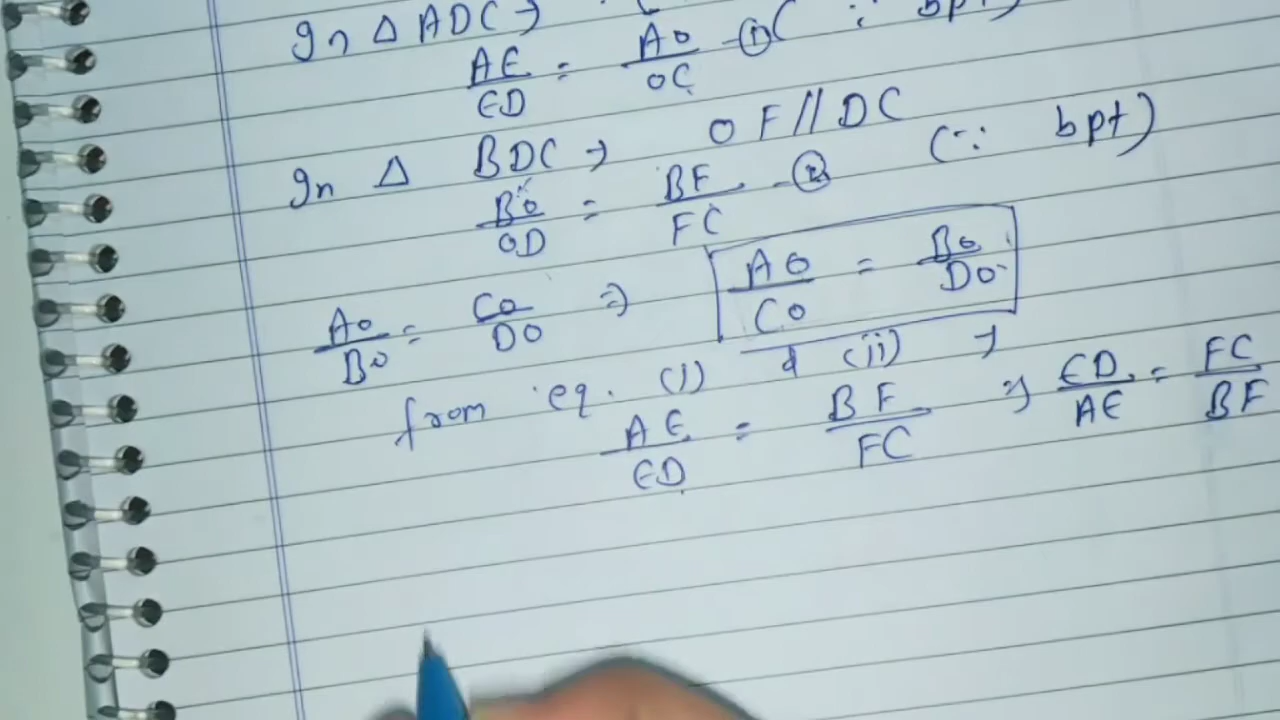 In △ ADC →
AE/ED = AO/OC - ① ( ∵ bpt)
In △ BDC → OF//DC
BO/OD = BF/FC - ② (∵ bpt)
AO/BO = CO/DO ⇒ AO/CO = BO/DO
from eq. (i) & (ii) →
AE/ED = BF/FC ⇒ ED/AE = FC/BF